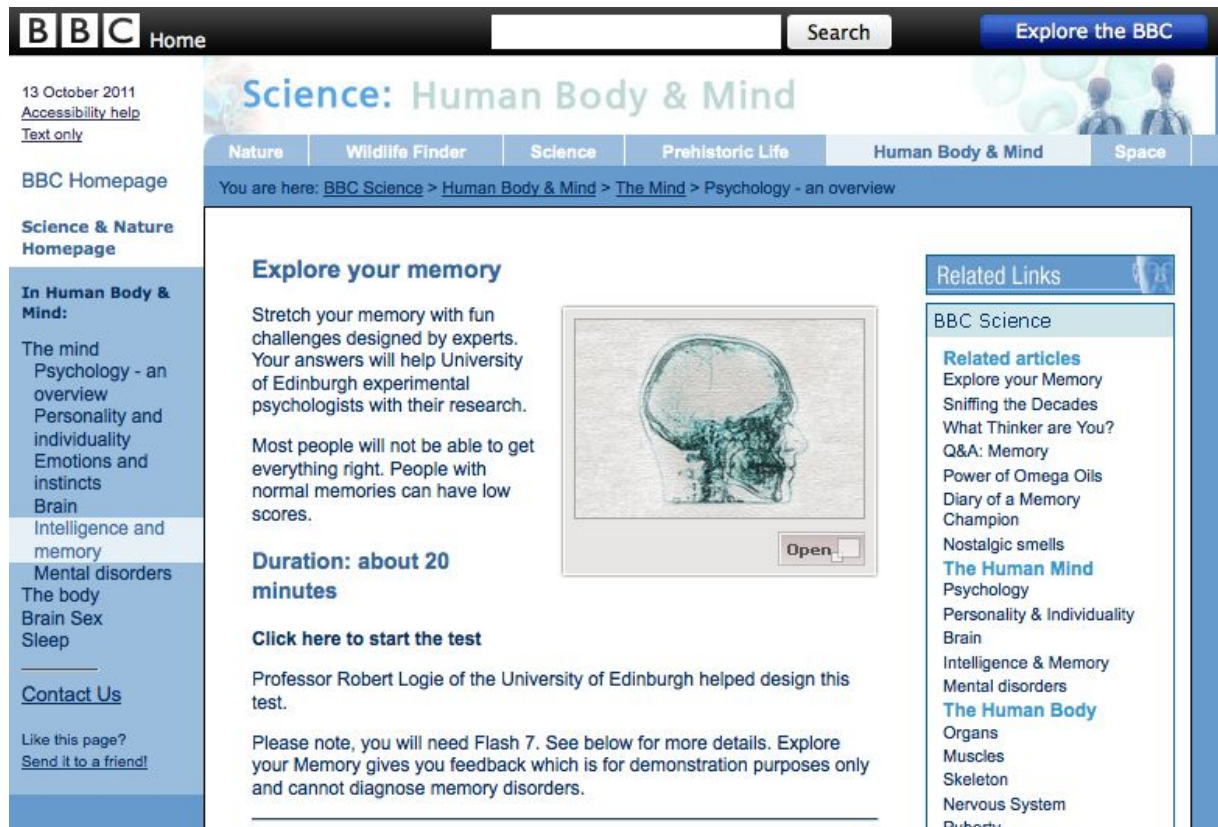 BBC Home
Search
Explore the BBC
13 October 2011
Accessibility help
Text only
BBC Homepage
Science & Nature
Homepage
In Human Body &
Mind:
The mind
Psychology - an
overview
Personality and
individuality
Emotions and
instincts
Brain
Intelligence and
memory
Mental disorders
The body
Brain Sex
Sleep
Contact Us
Like this page?
Send it to a friend!
Science: Human Body & Mind
Nature Wildlife Finder Science Prehistoric Life Human Body & Mind Space
You are here: BBC Science > Human Body & Mind > The Mind > Psychology - an overview
Explore your memory
Stretch your memory with fun
challenges designed by experts.
Your answers will help University
of Edinburgh experimental
psychologists with their research.
Most people will not be able to get
everything right. People with
normal memories can have low
scores.
Open
Duration: about 20
minutes
Click here to start the test
Professor Robert Logie of the University of Edinburgh helped design this
test.
Please note, you will need Flash 7. See below for more details. Explore
your Memory gives you feedback which is for demonstration purposes only
and cannot diagnose memory disorders.
Related Links
BBC Science
Related articles
Explore your Memory
Sniffing the Decades
What Thinker are You?
Q&A: Memory
Power of Omega Oils
Diary of a Memory
Champion
Nostalgic smells
The Human Mind
Psychology
Personality & Individuality
Brain
Intelligence & Memory
Mental disorders
The Human Body
Organs
Muscles
Skeleton
Nervous System
Puberty